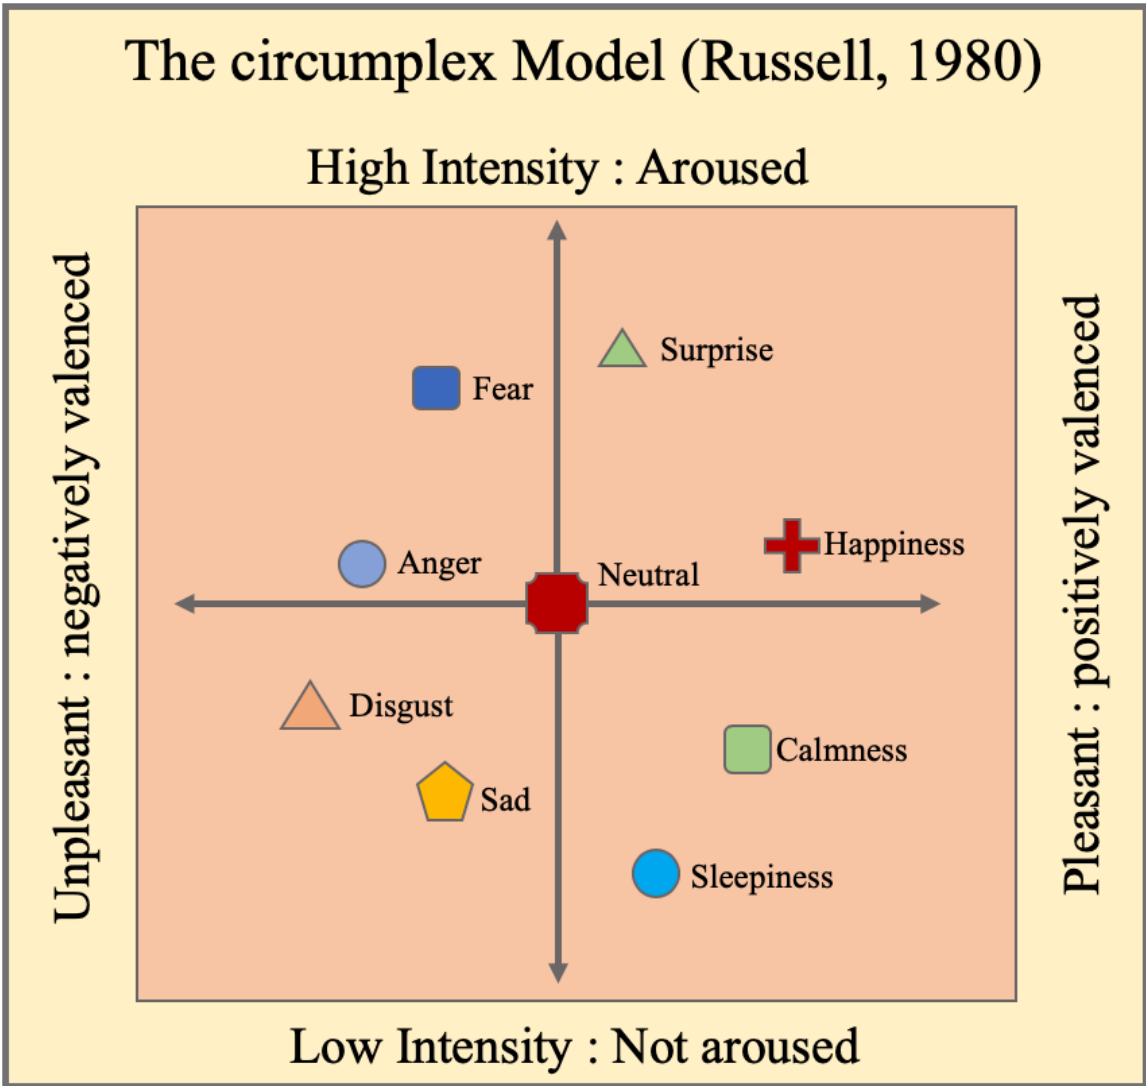 The circumplex Model (Russell, 1980)
High Intensity : Aroused
Unpleasant : negatively valenced
Pleasant : positively valenced
Surprise
Fear
Happiness
Anger
Neutral
Disgust
Calmness
Sad
Sleepiness
Low Intensity : Not aroused